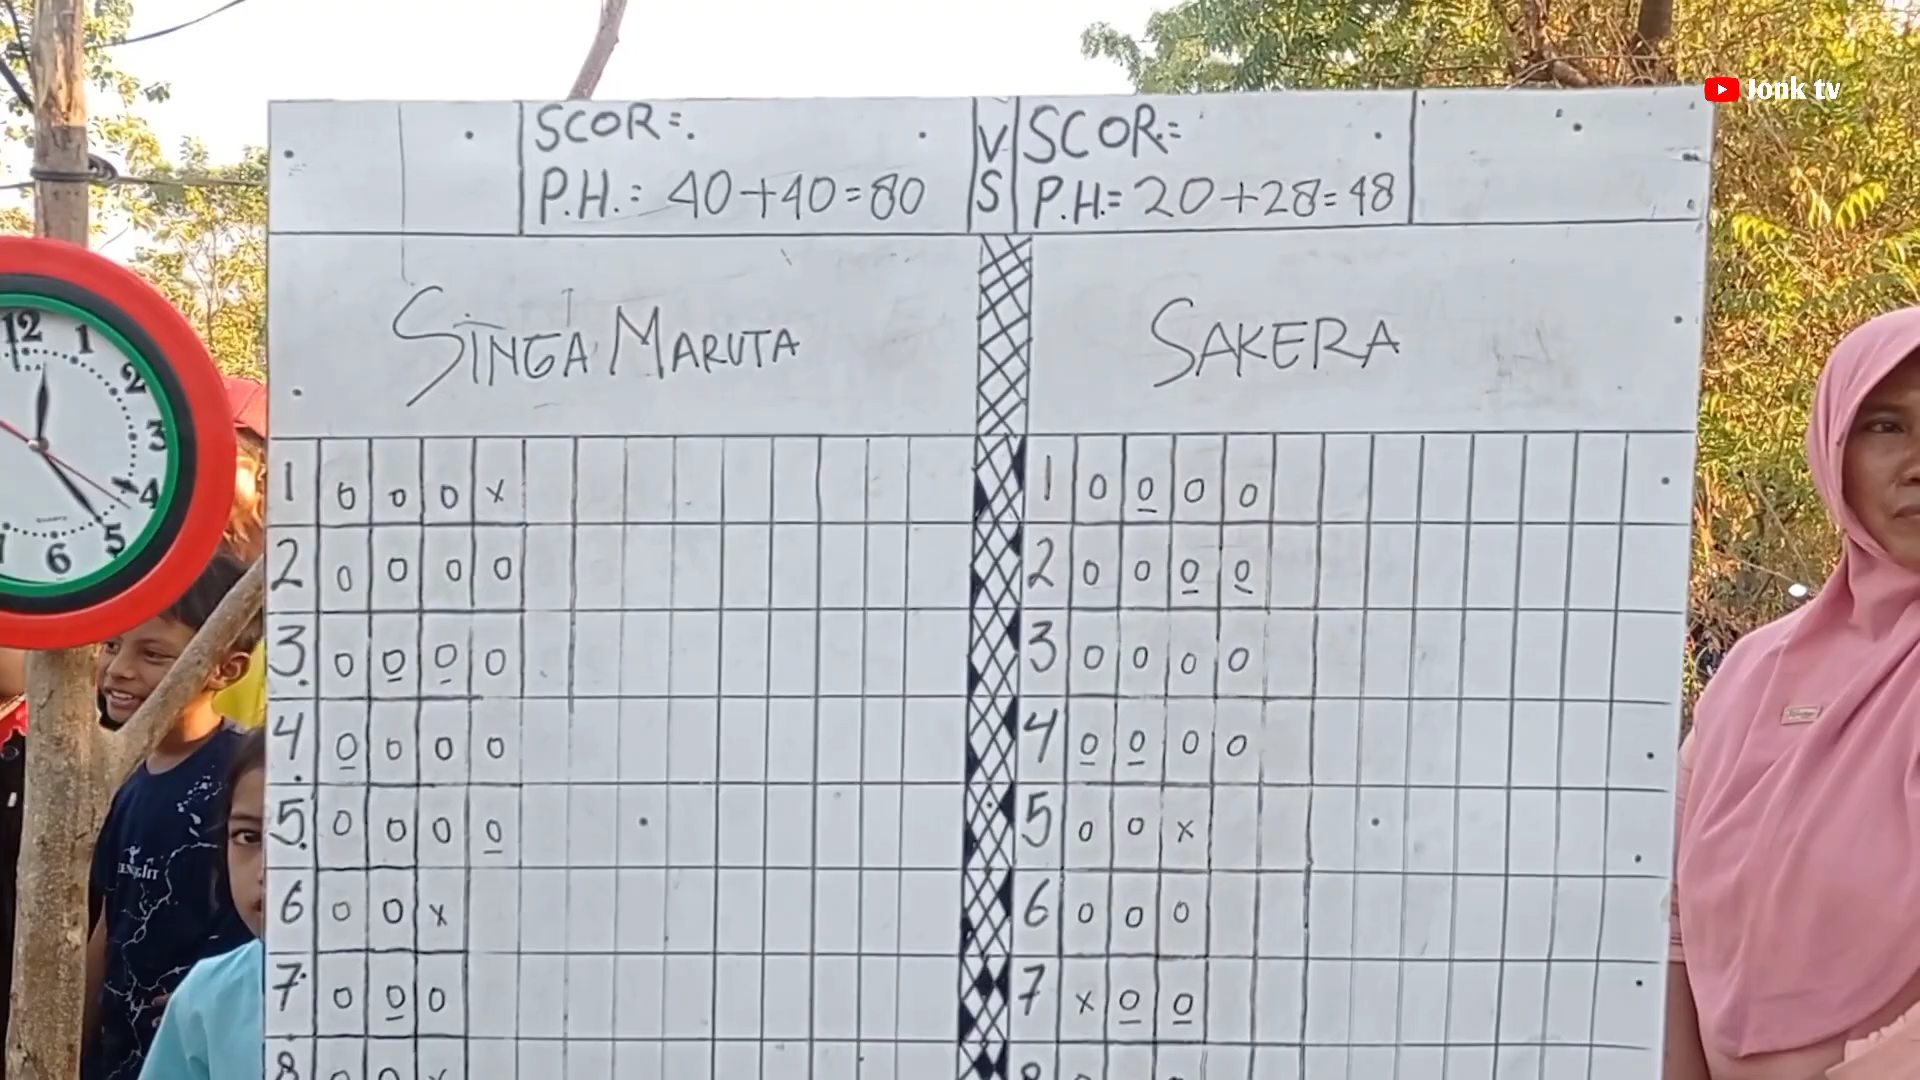 Jonk tv
SCOR=.
P.H.: 40+40=80
VS
SCOR.=
P.H.= 20+28=48
SINGA MARUTA
SAKERA
1 0 0 0 x
2 0 0 0 0
3 0 0 0 0
4 0 0 0 0
5 0 0 0 0
6 0 0 x
7 0 0 0
8 0 0 x
1 0 0 0 0
2 0 0 0 0
3 0 0 0 0
4 0 0 0 0
5 0 0 x
6 0 0 0
7 x 0 0
12 1 2 3 4 5 6